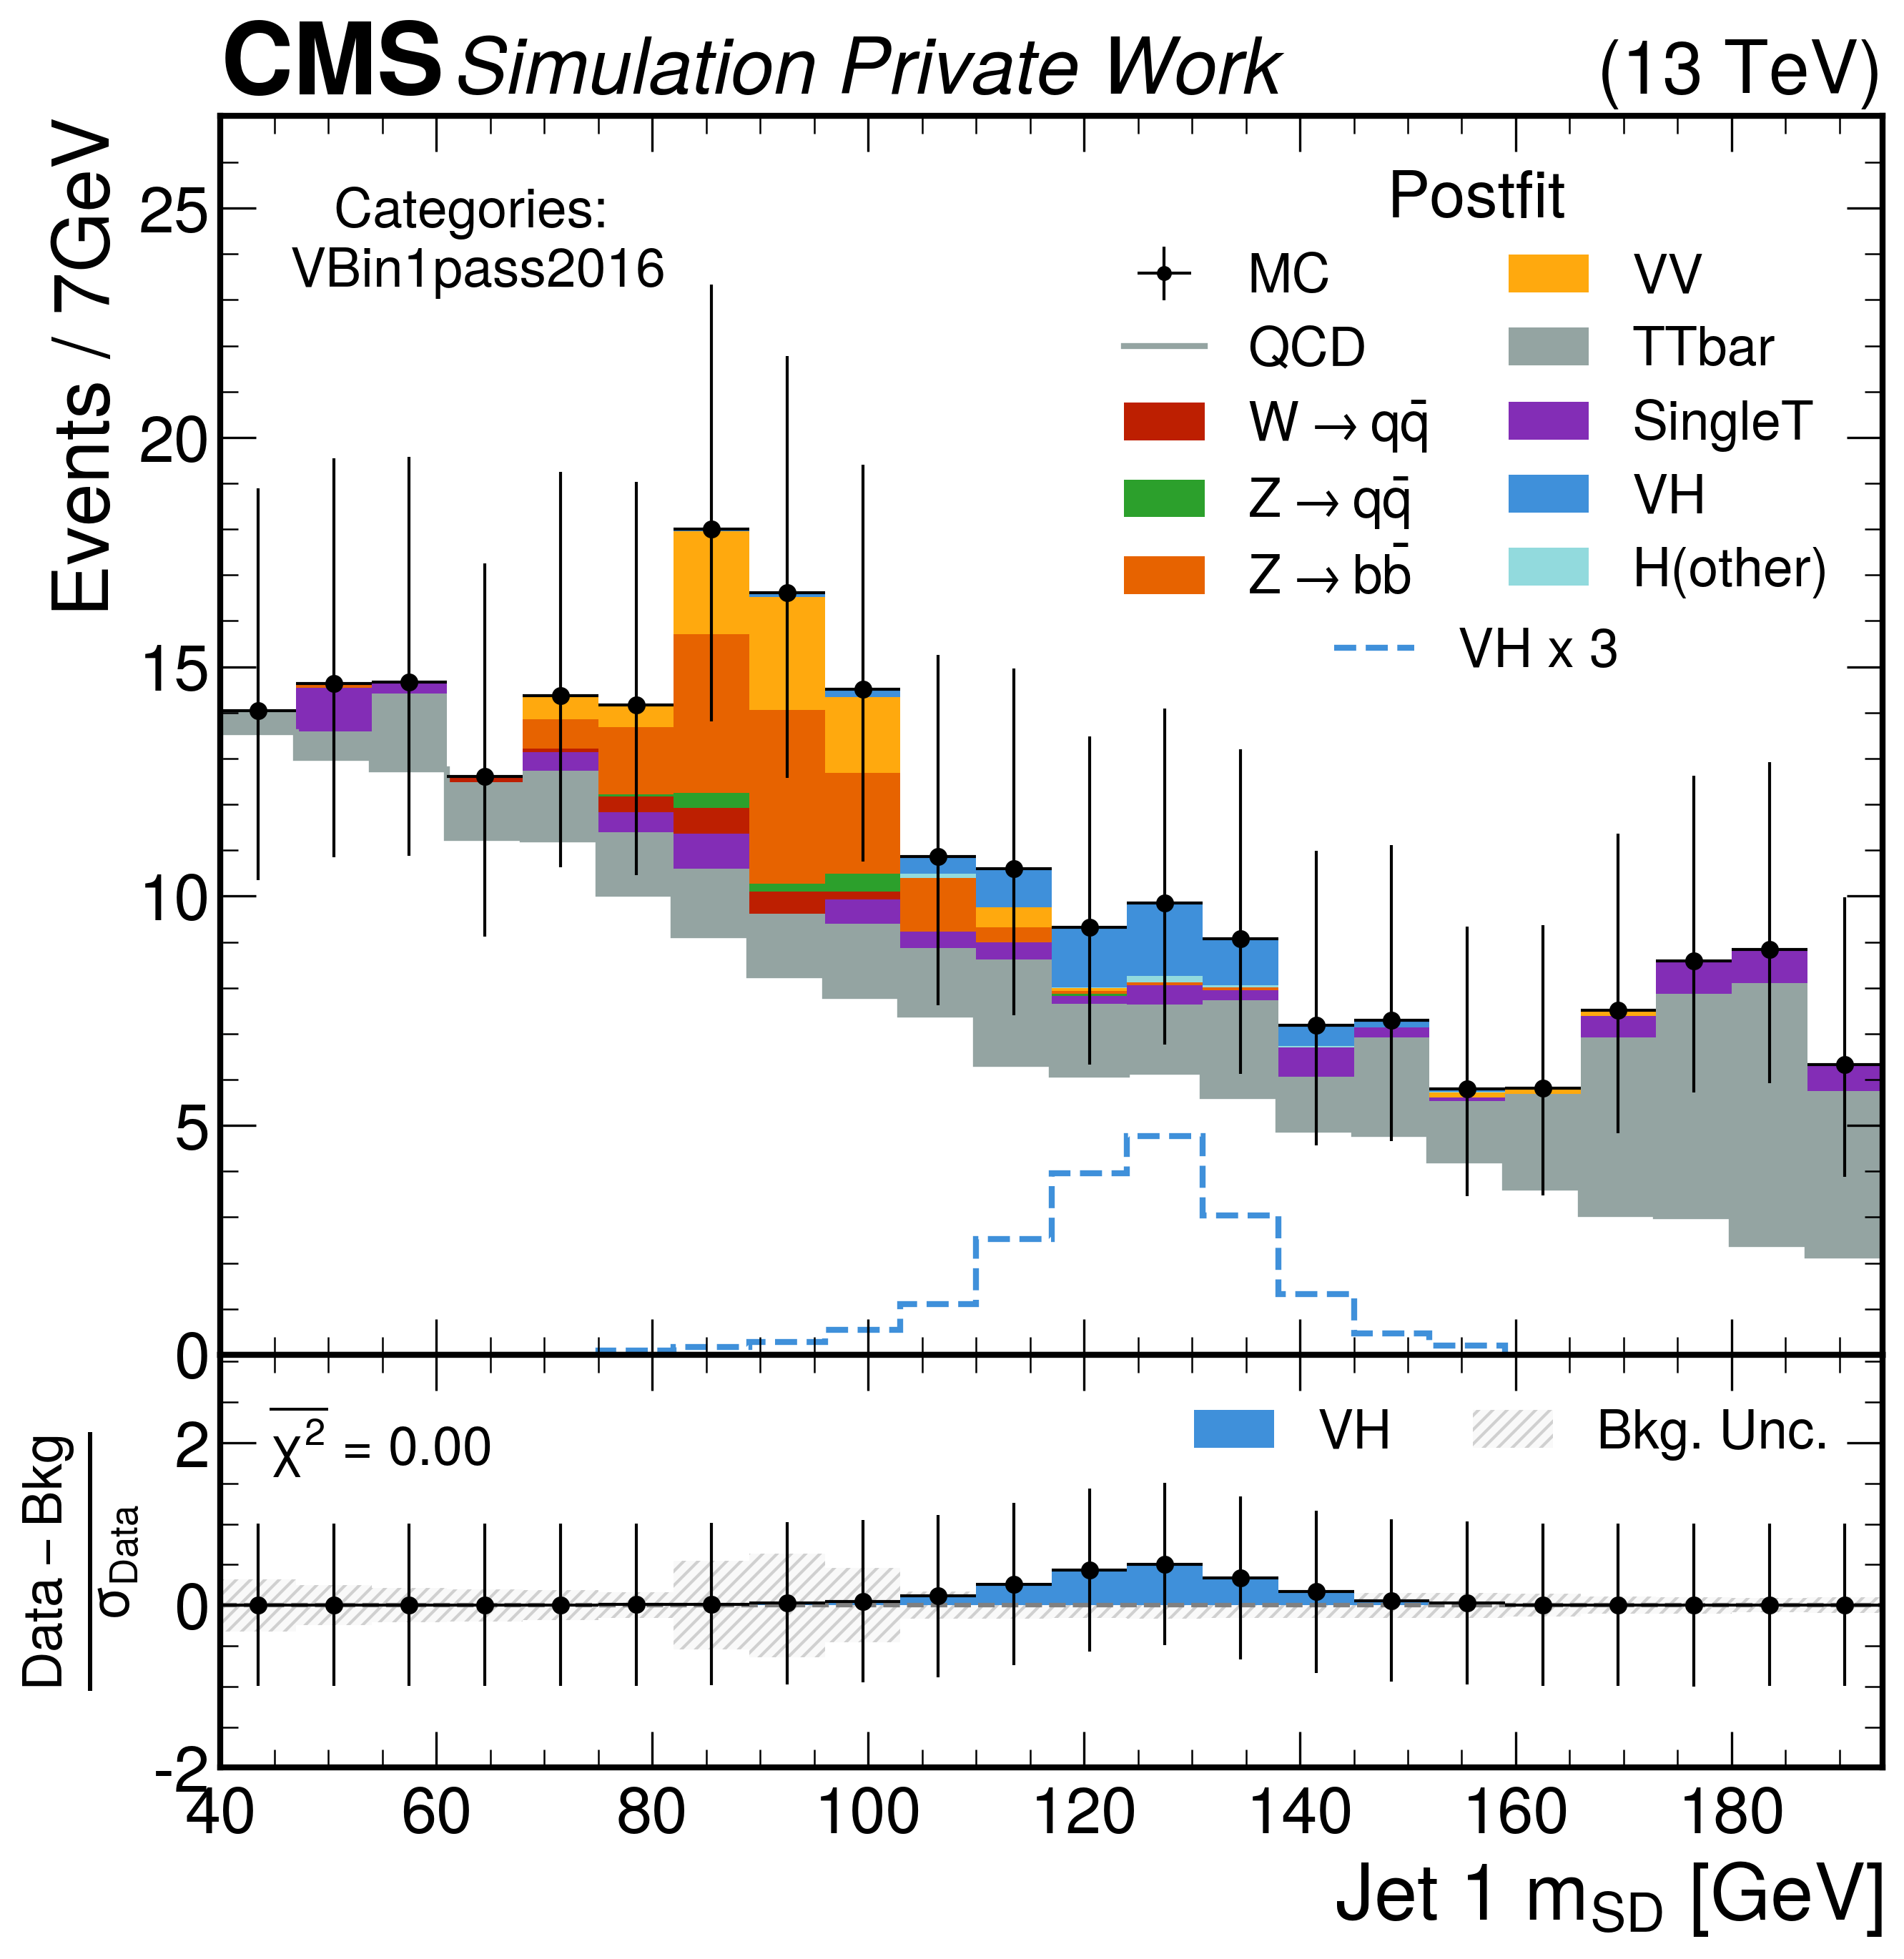 CMS Simulation Private Work (13 TeV)
Events / 7GeV
25
20
15
10
5
0
Categories:
VBin1pass2016
Postfit
MC
QCD
W → qq̄
Z → qq̄
Z → bb̄
VV
TTbar
SingleT
VH
H(other)
VH x 3
Data − Bkg
σData
0
2
0
-2
χ² = 0.00
VH
Bkg. Unc.
40 60 80 100 120 140 160 180
Jet 1 mSD [GeV]